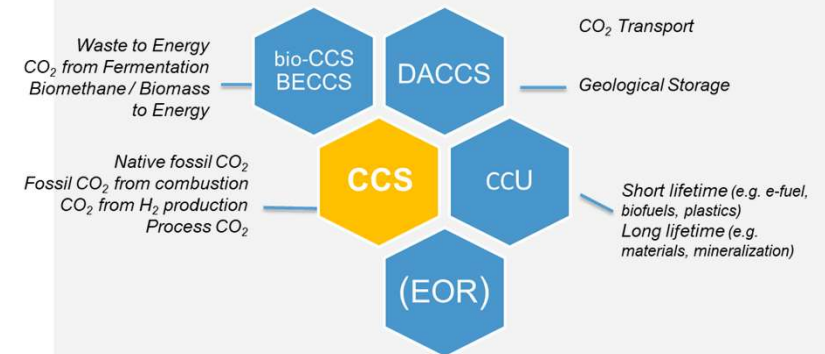 Waste to Energy
CO₂ from Fermentation
Biomethane / Biomass
to Energy
bio-CCS
BECCS
DACCS
CO₂ Transport
Geological Storage
Native fossil CO₂
Fossil CO₂ from combustion
CO₂ from H₂ production
Process CO₂
CCS
CCU
Short lifetime (e.g. e-fuel,
biofuels, plastics)
Long lifetime (e.g.
materials, mineralization)
(EOR)